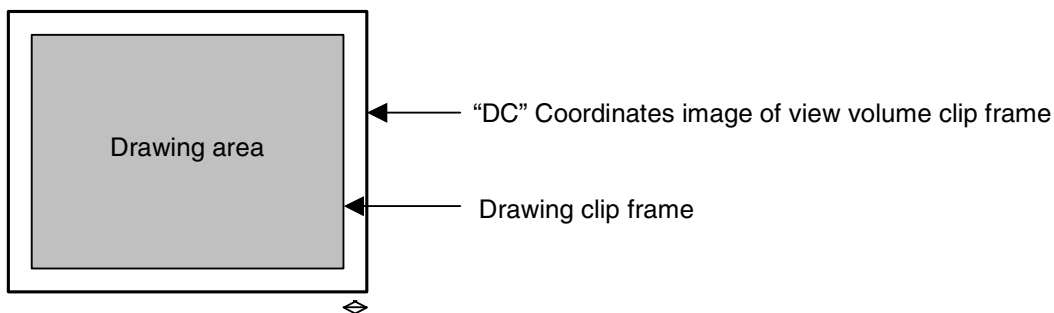 “DC” Coordinates image of view volume clip frame
Drawing area
Drawing clip frame